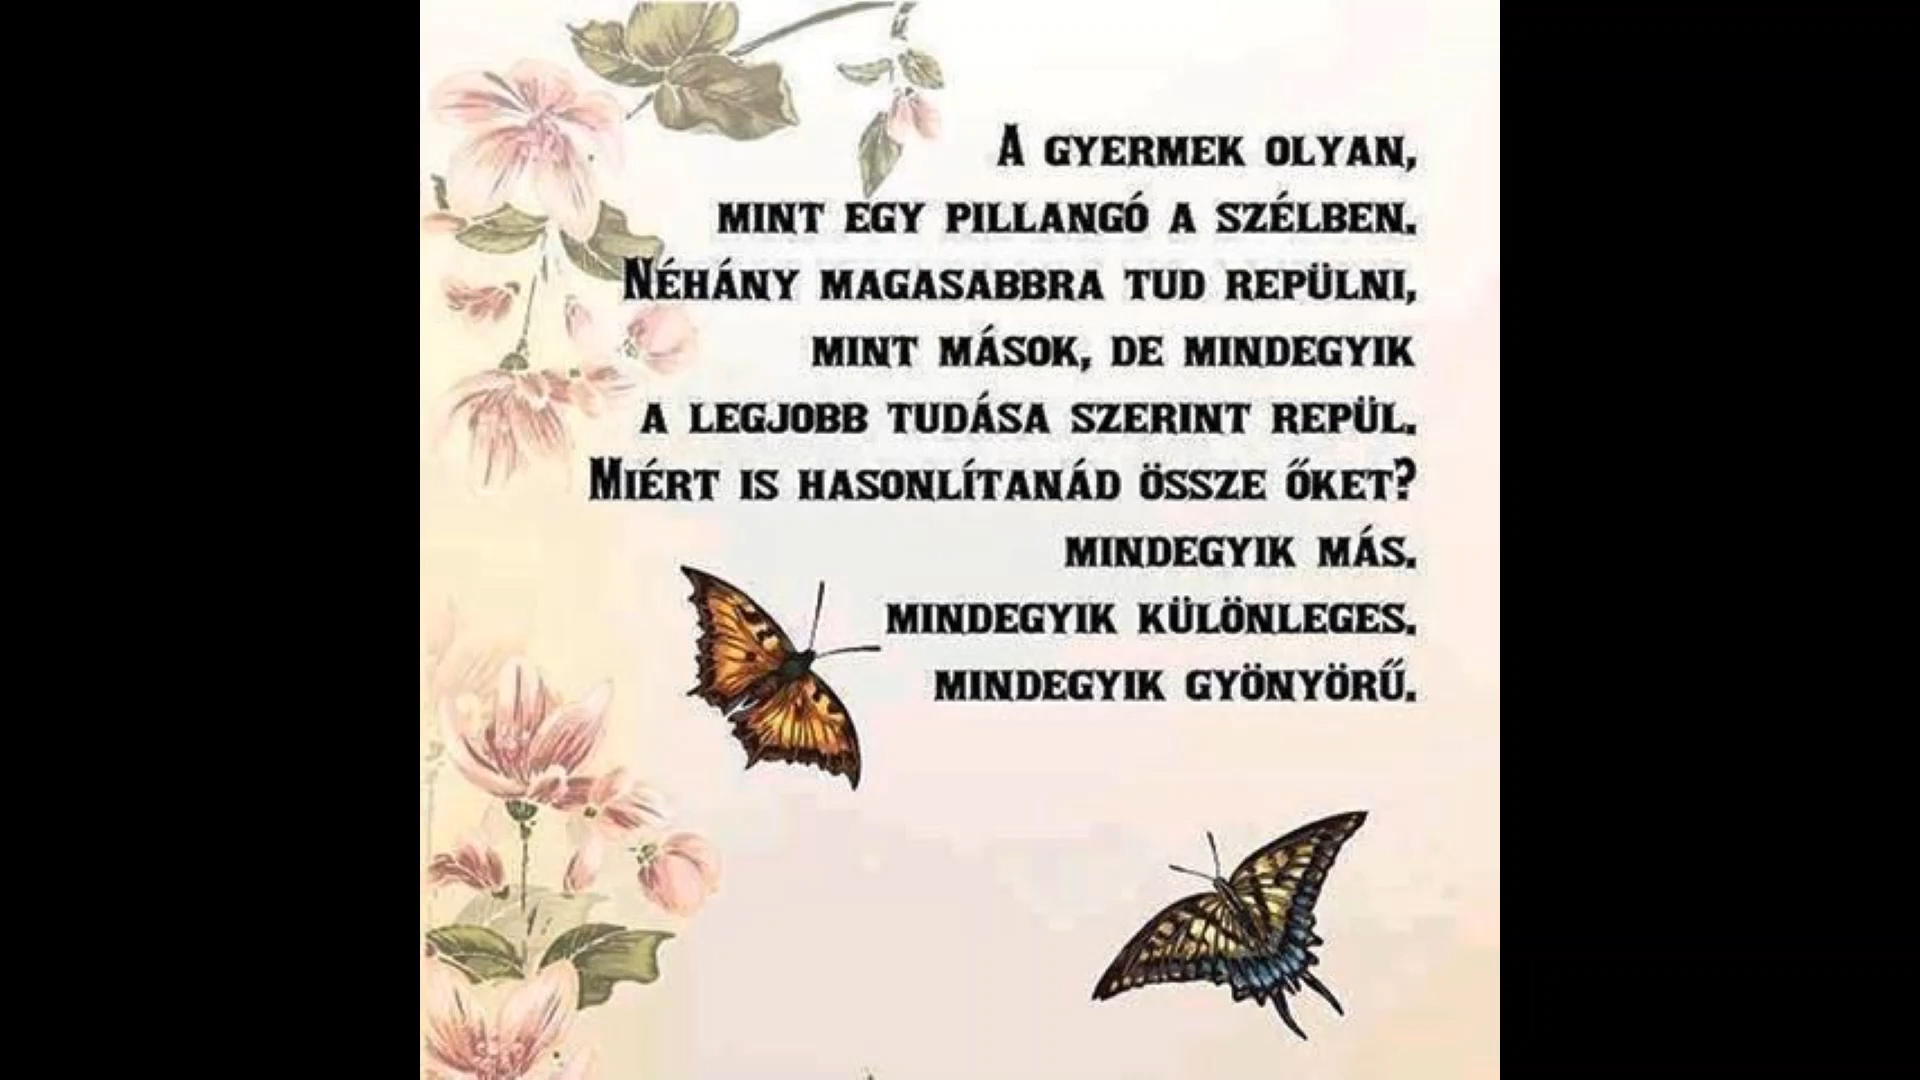 A gyermek olyan,
mint egy pillangó a szélben.
Néhány magasabbra tud repülni,
mint mások, de mindegyik
a legjobb tudása szerint repül.
Miért is hasonlítanád össze őket?
mindegyik más.
mindegyik különleges.
mindegyik gyönyörű.